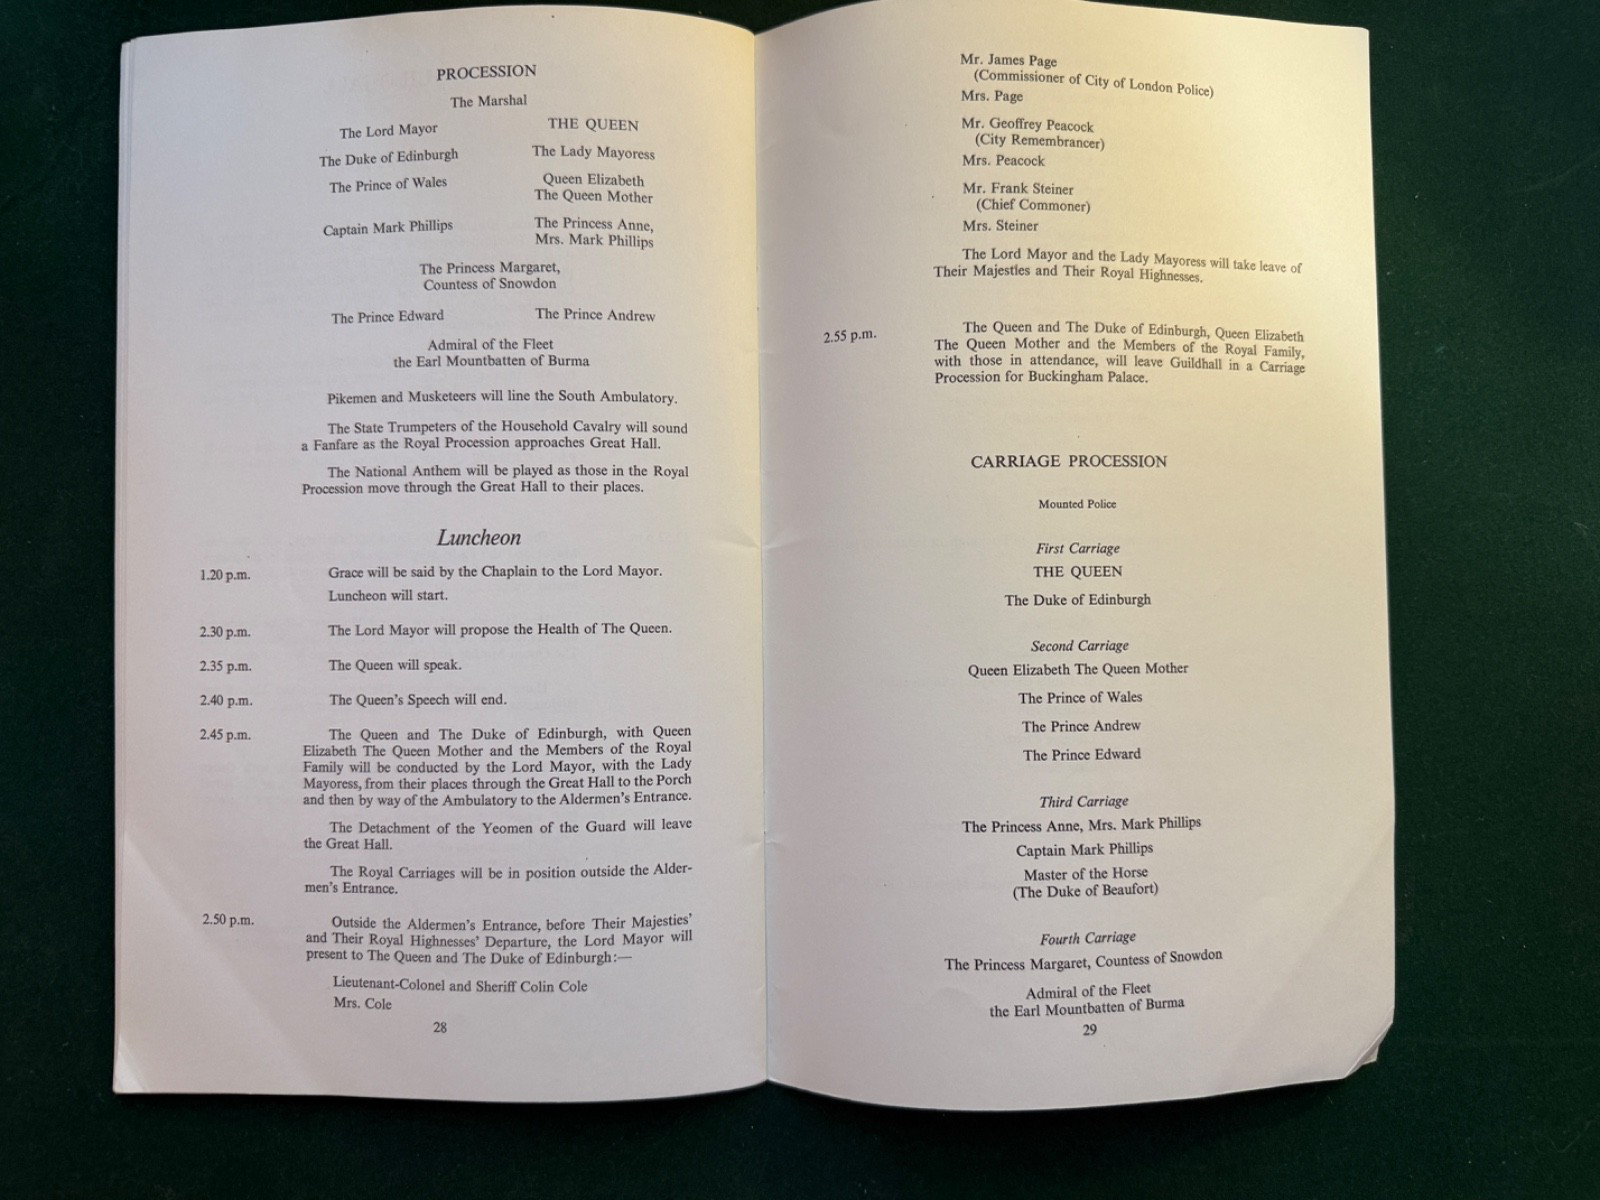 PROCESSION
The Marshal
The Lord Mayor THE QUEEN
The Duke of Edinburgh The Lady Mayoress
The Prince of Wales Queen Elizabeth
The Queen Mother
Captain Mark Phillips The Princess Anne,
Mrs. Mark Phillips
The Princess Margaret,
Countess of Snowdon
The Prince Edward The Prince Andrew
Admiral of the Fleet
the Earl Mountbatten of Burma
Pikemen and Musketeers will line the South Ambulatory.
The State Trumpeters of the Household Cavalry will sound
a Fanfare as the Royal Procession approaches Great Hall.
The National Anthem will be played as those in the Royal
Procession move through the Great Hall to their places.
Luncheon
1.20 p.m. Grace will be said by the Chaplain to the Lord Mayor.
Luncheon will start.
2.30 p.m. The Lord Mayor will propose the Health of The Queen.
2.35 p.m. The Queen will speak.
2.40 p.m. The Queen's Speech will end.
2.45 p.m. The Queen and The Duke of Edinburgh, with Queen
Elizabeth The Queen Mother and the Members of the Royal
Family will be conducted by the Lord Mayor, with the Lady
Mayoress, from their places through the Great Hall to the Porch
and then by way of the Ambulatory to the Aldermen's Entrance.
The Detachment of the Yeomen of the Guard will leave
the Great Hall.
The Royal Carriages will be in position outside the Alder-
men's Entrance.
2.50 p.m. Outside the Aldermen's Entrance, before Their Majesties'
and Their Royal Highnesses' Departure, the Lord Mayor will
present to The Queen and The Duke of Edinburgh:—
Lieutenant-Colonel and Sheriff Colin Cole
Mrs. Cole
28
Mr. James Page
(Commissioner of City of London Police)
Mrs. Page
Mr. Geoffrey Peacock
(City Remembrancer)
Mrs. Peacock
Mr. Frank Steiner
(Chief Commoner)
Mrs. Steiner
The Lord Mayor and the Lady Mayoress will take leave of
Their Majesties and Their Royal Highnesses.
2.55 p.m. The Queen and The Duke of Edinburgh, Queen Elizabeth
The Queen Mother and the Members of the Royal Family,
with those in attendance, will leave Guildhall in a Carriage
Procession for Buckingham Palace.
CARRIAGE PROCESSION
Mounted Police
First Carriage
THE QUEEN
The Duke of Edinburgh
Second Carriage
Queen Elizabeth The Queen Mother
The Prince of Wales
The Prince Andrew
The Prince Edward
Third Carriage
The Princess Anne, Mrs. Mark Phillips
Captain Mark Phillips
Master of the Horse
(The Duke of Beaufort)
Fourth Carriage
The Princess Margaret, Countess of Snowdon
Admiral of the Fleet
the Earl Mountbatten of Burma
29